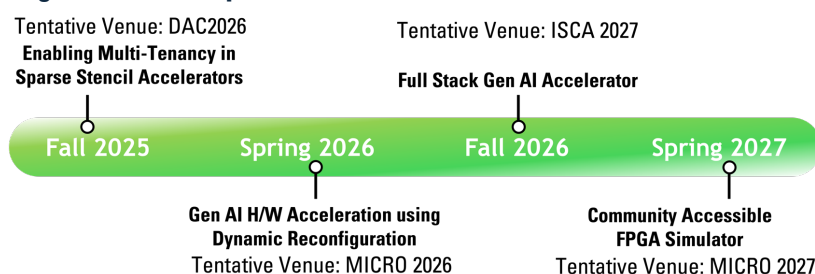 Tentative Venue: DAC2026
Enabling Multi-Tenancy in
Sparse Stencil Accelerators
Tentative Venue: ISCA 2027
Full Stack Gen AI Accelerator
Fall 2025
Spring 2026
Fall 2026
Spring 2027
Gen AI H/W Acceleration using
Dynamic Reconfiguration
Tentative Venue: MICRO 2026
Community Accessible
FPGA Simulator
Tentative Venue: MICRO 2027